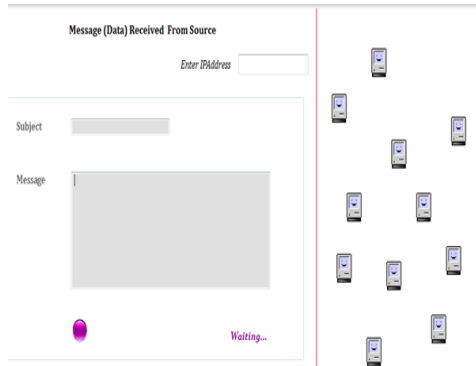 Message (Data) Received From Source
Enter IPAddress
Subject
Message
Waiting...